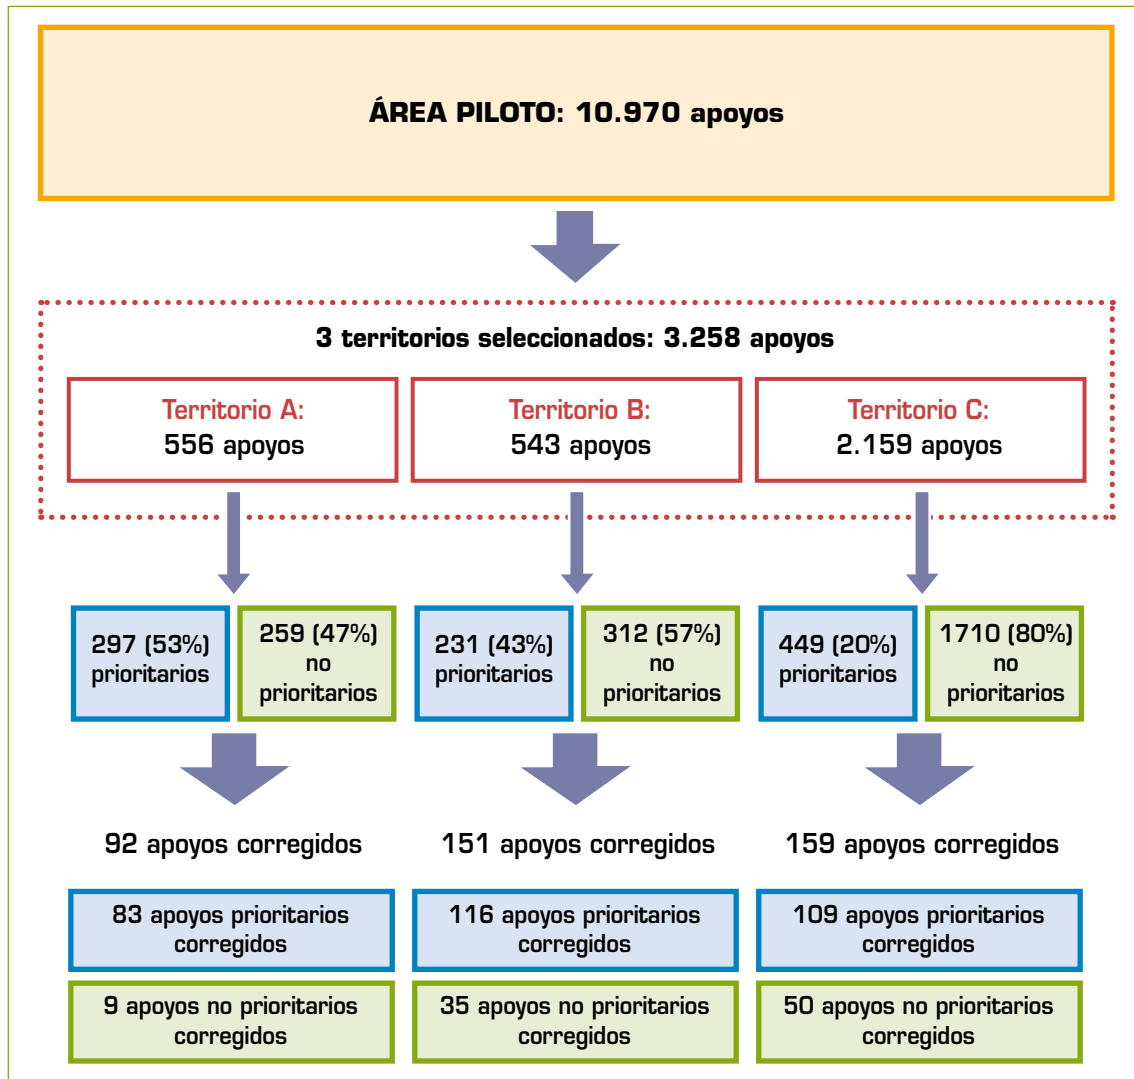 ÁREA PILOTO: 10.970 apoyos
3 territorios seleccionados: 3.258 apoyos
Territorio A:
556 apoyos
Territorio B:
543 apoyos
Territorio C:
2.159 apoyos
297 (53%)
prioritarios
259 (47%)
no
prioritarios
231 (43%)
prioritarios
312 (57%)
no
prioritarios
449 (20%)
prioritarios
1710 (80%)
no
prioritarios
92 apoyos corregidos
151 apoyos corregidos
159 apoyos corregidos
83 apoyos prioritarios
corregidos
116 apoyos prioritarios
corregidos
109 apoyos prioritarios
corregidos
9 apoyos no prioritarios
corregidos
35 apoyos no prioritarios
corregidos
50 apoyos no prioritarios
corregidos